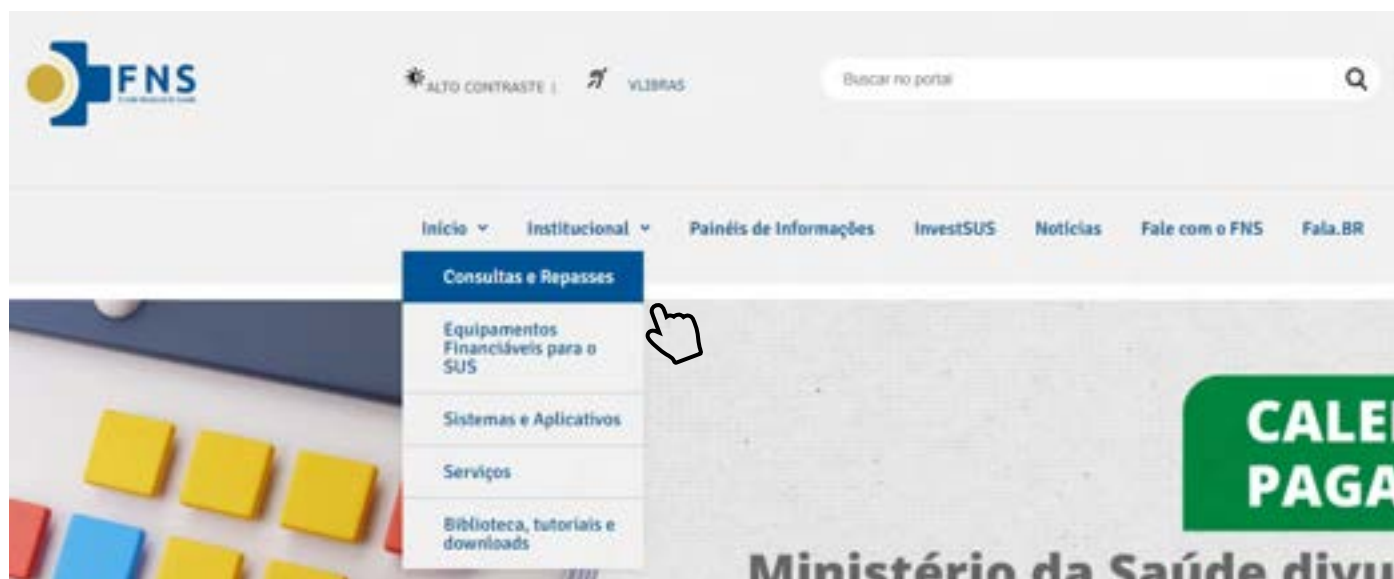 FNS
ALTO CONTRASTE |
VLIBRAS
Buscar no portal
Início
Institucional
Painéis de Informações
InvestSUS
Notícias
Fale com o FNS
Fala.BR
Consultas e Repasses
Equipamentos
Financiáveis para o
SUS
Sistemas e Aplicativos
Serviços
Biblioteca, tutoriais e
downloads
CALE
PAGA
Ministério da Saúde divu